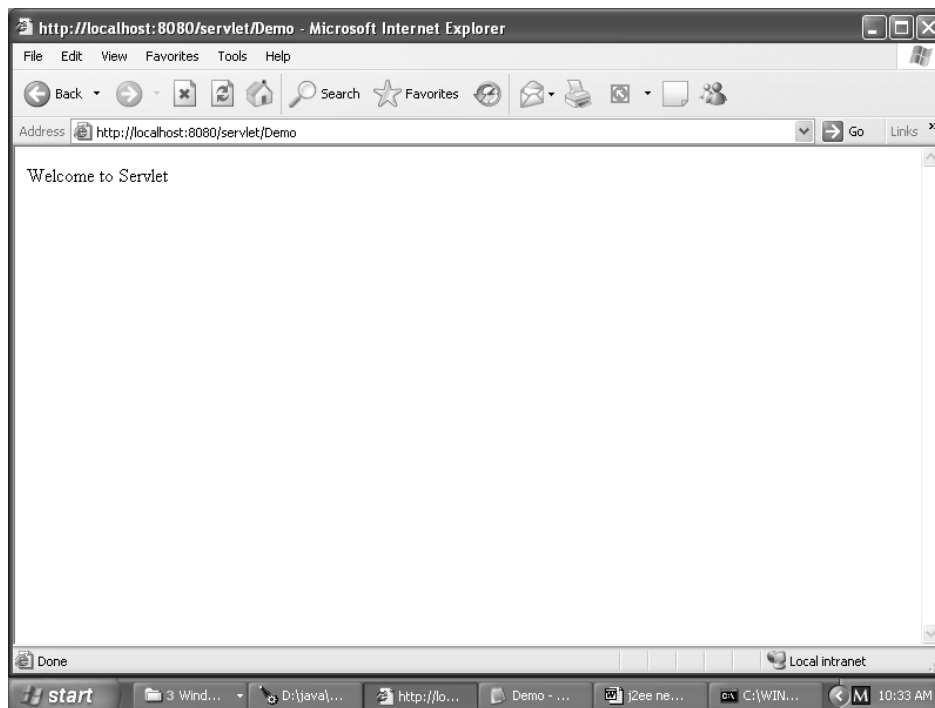 http://localhost:8080/servlet/Demo - Microsoft Internet Explorer
File Edit View Favorites Tools Help
Back Search Favorites
Address http://localhost:8080/servlet/Demo Go Links »
Welcome to Servlet
Done Local intranet
start 3 Wind... D:\java\... http://lo... Demo - ... j2ee ne... C:\WIN... M 10:33 AM